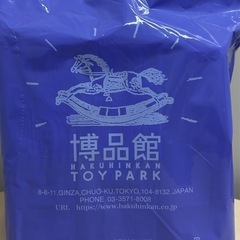 博品館
HAKUHINKAN
TOY PARK
8-8-11.GINZA,CHUO-KU,TOKYO,104-8132.JAPAN
PHONE. 03-3571-8008
URL https://www.hakuhinkan.co.jp